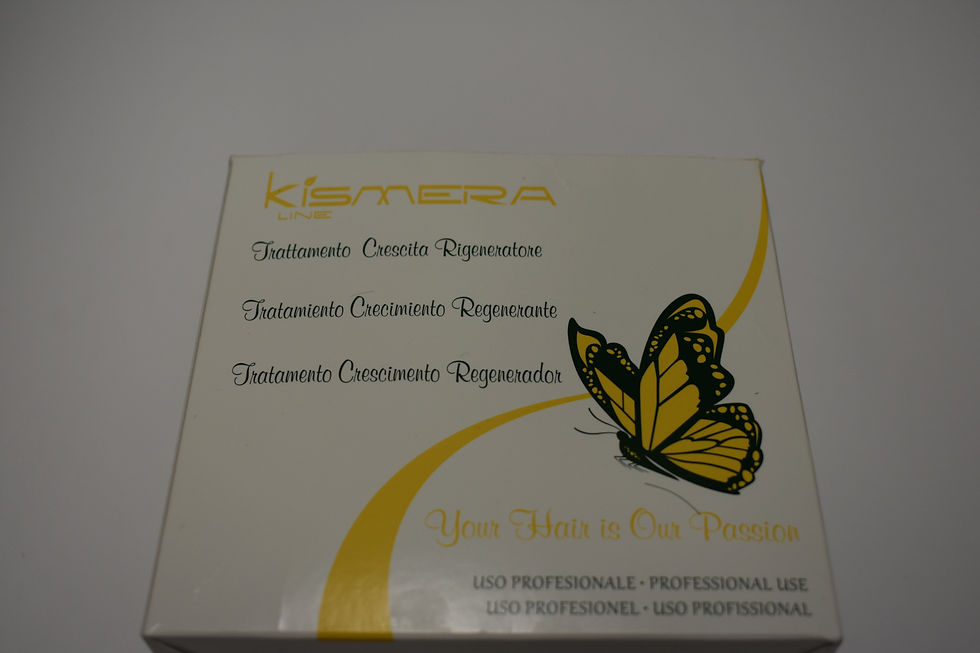 KiSMERA
LINE
Trattamento Crescita Rigeneratore
Tratamiento Crecimiento Regenerante
Tratamento Crescimento Regenerador
Your Hair is Our Passion
USO PROFESIONALE • PROFESSIONAL USE
USO PROFESIONEL • USO PROFISSIONAL